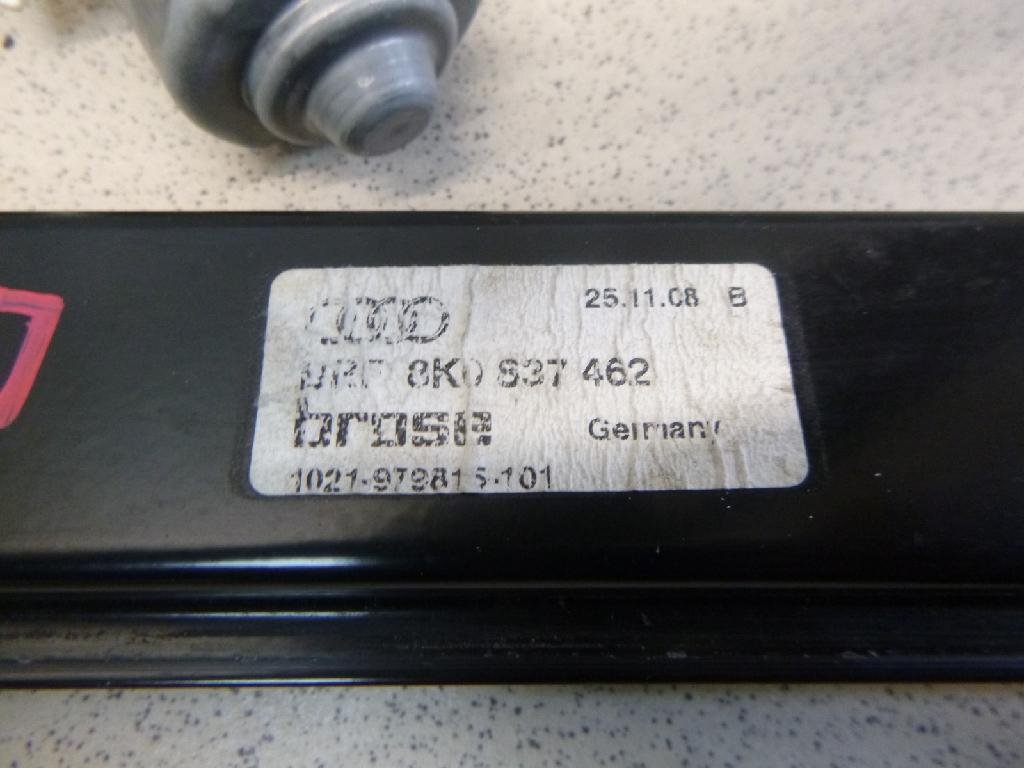 25.11.08 B
8K0 837 462
brose Germany
1021-979815-101